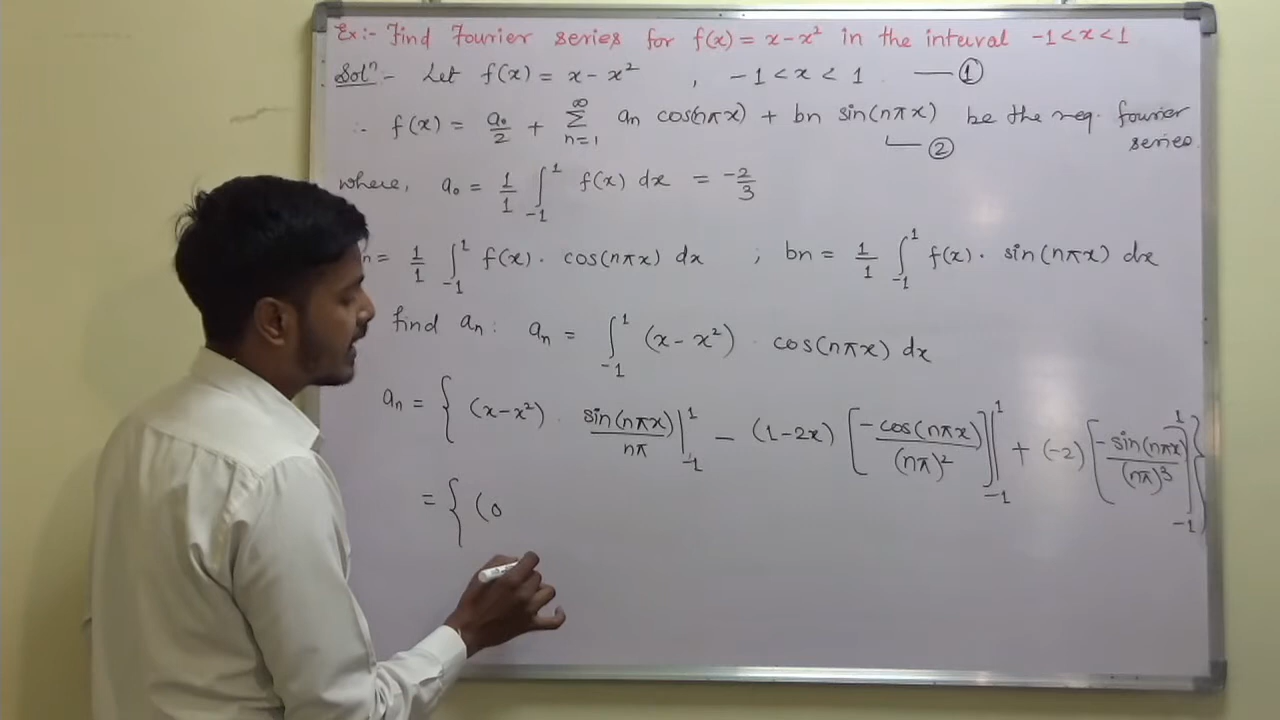 Ex:- Find Fourier series for f(x) = x-x² in the interval -1<x<1
Solⁿ - Let f(x) = x-x² , -1<x<1 —①
∴ f(x) = a₀/2 + ∑_{n=1}^{∞} an cos(nπx) + bn sin(nπx) be the req. fourier series
—②
where, a₀ = 1/1 ∫_{-1}^{1} f(x) dx = -2/3
n = 1/1 ∫_{-1}^{1} f(x)· cos(nπx) dx ; bn = 1/1 ∫_{-1}^{1} f(x)· sin(nπx) dx
find an: an = ∫_{-1}^{1} (x-x²) · cos(nπx) dx
an = { (x-x²) · sin(nπx)/nπ |_{-1}^{1} - (1-2x) [-cos(nπx)/(nπ)²]|_{-1}^{1} + (-2) [-sin(nπx)/(nπ)³]_{-1}^{1} }
= { (0